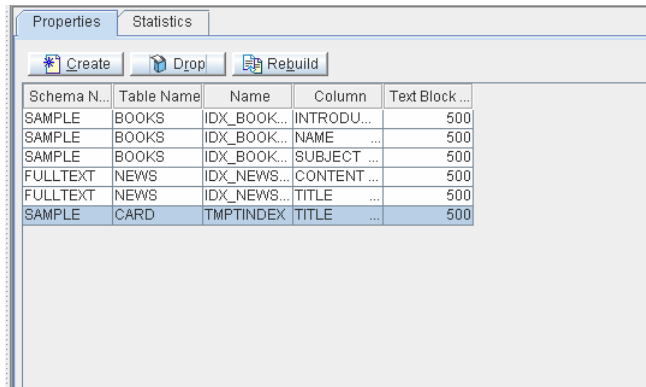 Properties Statistics
Create Drop Rebuild
Schema N... Table Name Name Column Text Block ...
SAMPLE BOOKS IDX_BOOK... INTRODU... 500
SAMPLE BOOKS IDX_BOOK... NAME ... 500
SAMPLE BOOKS IDX_BOOK... SUBJECT ... 500
FULLTEXT NEWS IDX_NEWS... CONTENT ... 500
FULLTEXT NEWS IDX_NEWS... TITLE ... 500
SAMPLE CARD TMPTINDEX TITLE ... 500